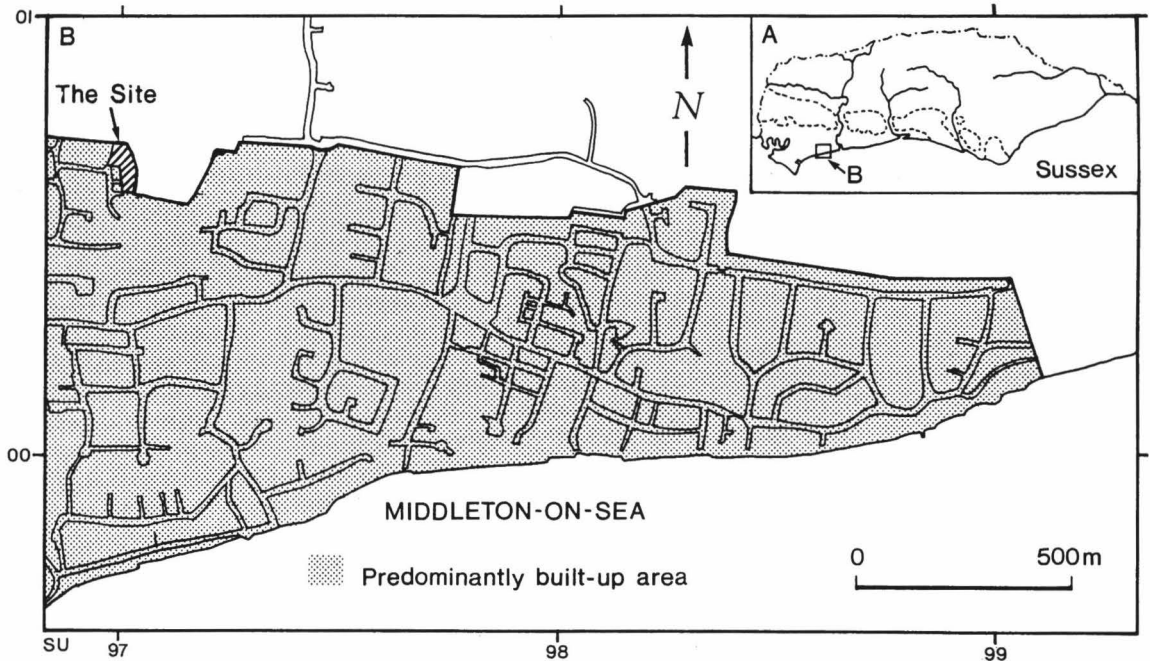 01
B
A
The Site
N
B
Sussex
00
MIDDLETON-ON-SEA
Predominantly built-up area
0 500m
SU
97 98 99